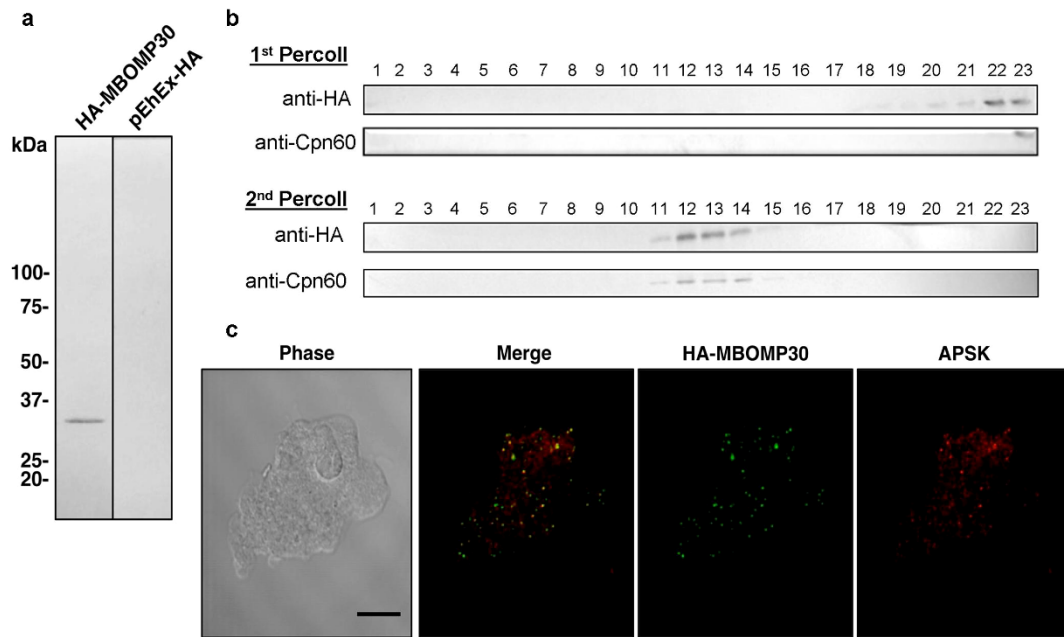 a
HA-MBOMP30
pEhEx-HA
kDa
100-
75-
50-
37-
25-
20-
b
1st Percoll
1 2 3 4 5 6 7 8 9 10 11 12 13 14 15 16 17 18 19 20 21 22 23
anti-HA
anti-Cpn60
2nd Percoll
1 2 3 4 5 6 7 8 9 10 11 12 13 14 15 16 17 18 19 20 21 22 23
anti-HA
anti-Cpn60
c
Phase Merge HA-MBOMP30 APSK